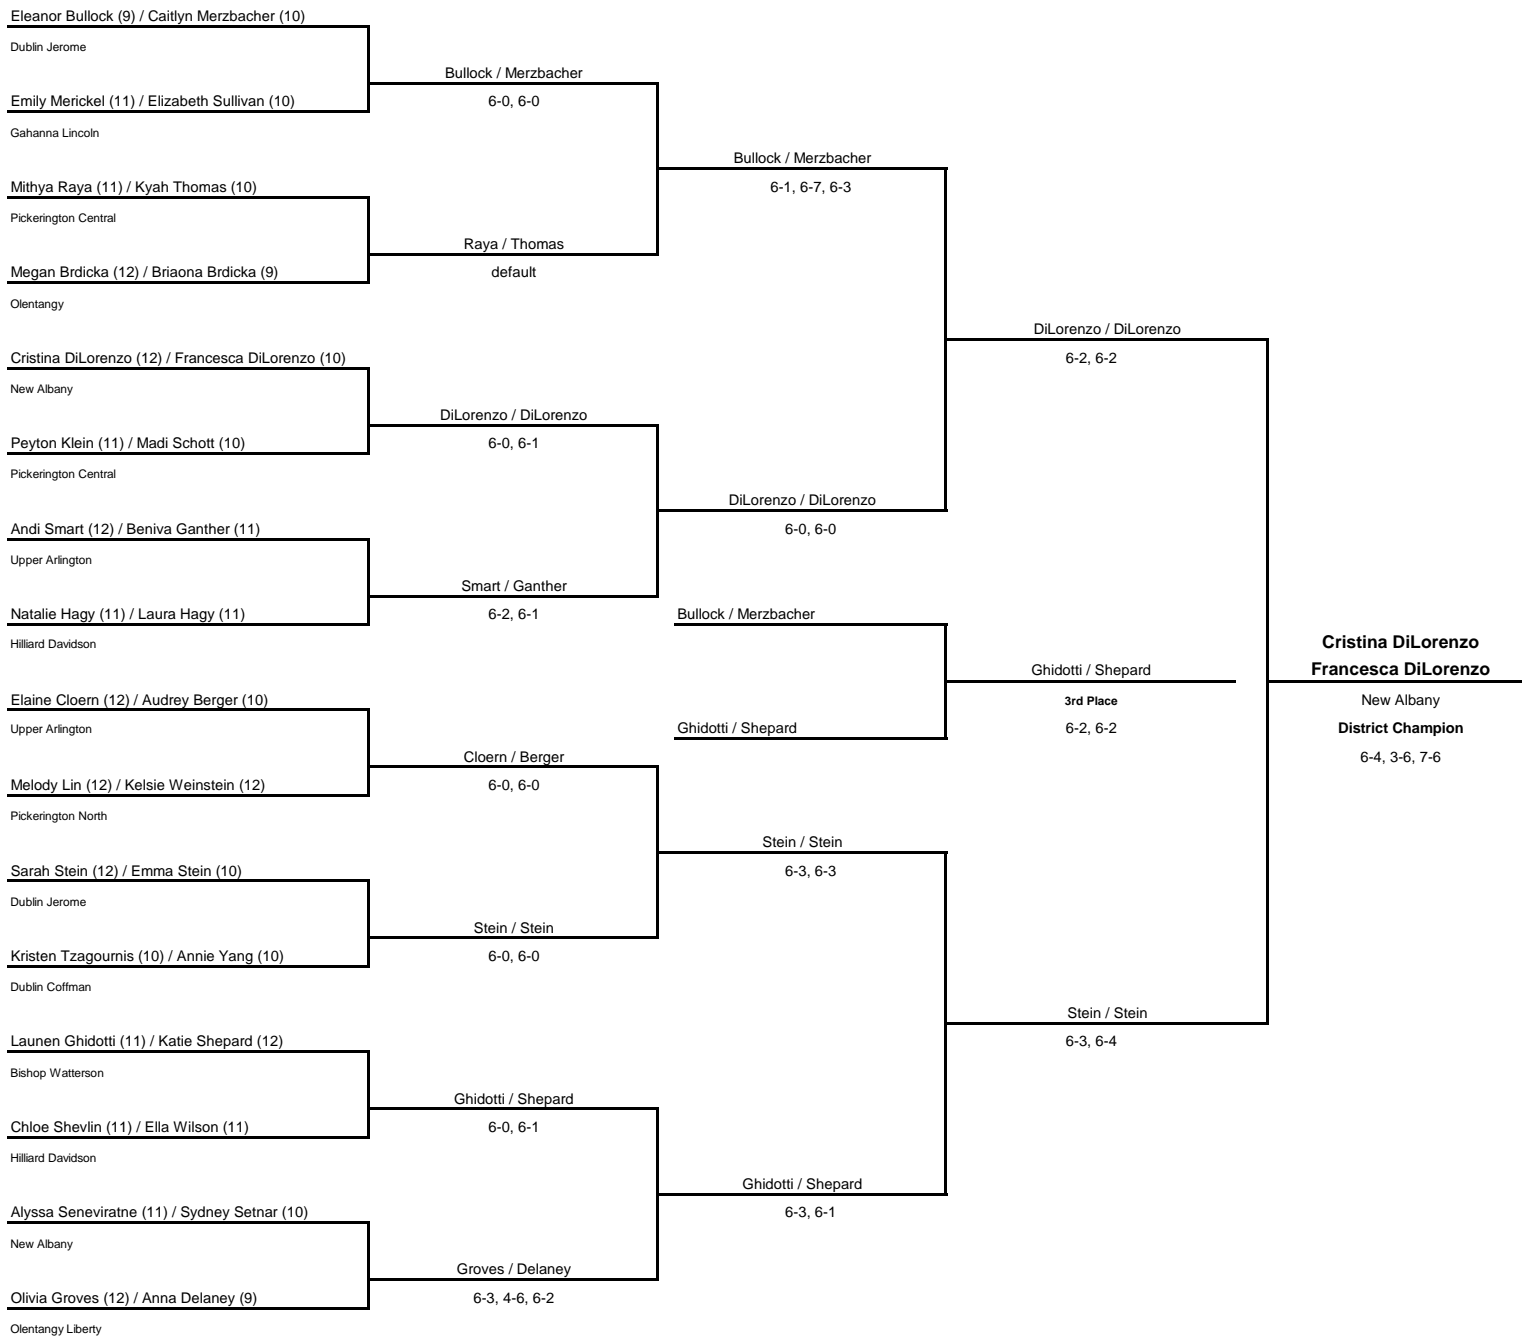 Eleanor Bullock (9) / Caitlyn Merzbacher (10)
Dublin Jerome
Bullock / Merzbacher
Emily Merickel (11) / Elizabeth Sullivan (10)
6-0, 6-0
Gahanna Lincoln
Bullock / Merzbacher
Mithya Raya (11) / Kyah Thomas (10)
6-1, 6-7, 6-3
Pickerington Central
Raya / Thomas
Megan Brdicka (12) / Briaona Brdicka (9)
default
Olentangy
DiLorenzo / DiLorenzo
Cristina DiLorenzo (12) / Francesca DiLorenzo (10)
6-2, 6-2
New Albany
DiLorenzo / DiLorenzo
Peyton Klein (11) / Madi Schott (10)
6-0, 6-1
Pickerington Central
DiLorenzo / DiLorenzo
Andi Smart (12) / Beniva Ganther (11)
6-0, 6-0
Upper Arlington
Smart / Ganther
Natalie Hagy (11) / Laura Hagy (11)
6-2, 6-1
Bullock / Merzbacher
Hilliard Davidson
Cristina DiLorenzo
Ghidotti / Shepard
Francesca DiLorenzo
Elaine Cloern (12) / Audrey Berger (10)
3rd Place
New Albany
Upper Arlington
Ghidotti / Shepard
6-2, 6-2
District Champion
Cloern / Berger
6-4, 3-6, 7-6
Melody Lin (12) / Kelsie Weinstein (12)
6-0, 6-0
Pickerington North
Stein / Stein
Sarah Stein (12) / Emma Stein (10)
6-3, 6-3
Dublin Jerome
Stein / Stein
Kristen Tzagournis (10) / Annie Yang (10)
6-0, 6-0
Dublin Coffman
Stein / Stein
Launen Ghidotti (11) / Katie Shepard (12)
6-3, 6-4
Bishop Watterson
Ghidotti / Shepard
Chloe Shevlin (11) / Ella Wilson (11)
6-0, 6-1
Hilliard Davidson
Ghidotti / Shepard
Alyssa Seneviratne (11) / Sydney Setnar (10)
6-3, 6-1
New Albany
Groves / Delaney
Olivia Groves (12) / Anna Delaney (9)
6-3, 4-6, 6-2
Olentangy Liberty